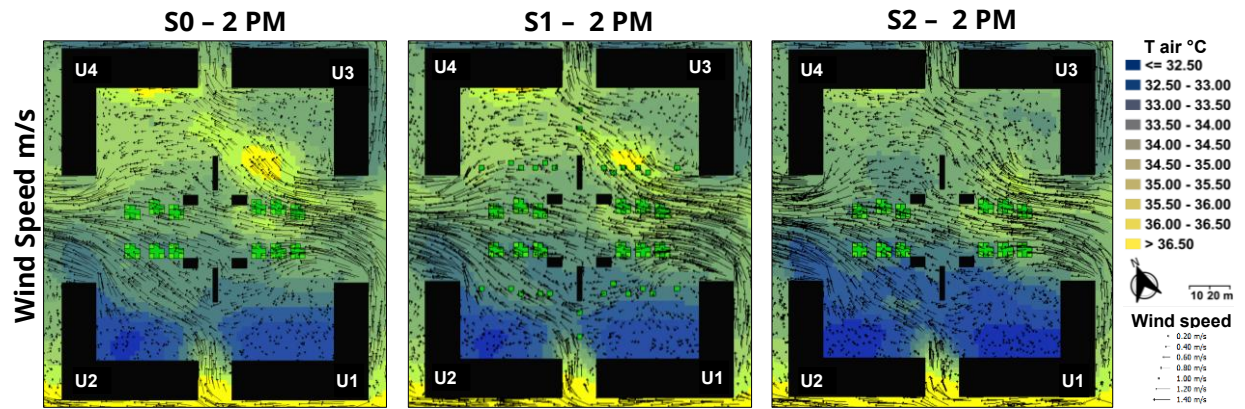 S0 – 2 PM
S1 – 2 PM
S2 – 2 PM
Wind Speed m/s
U4
U3
U2
U1
U4
U3
U2
U1
U4
U3
U2
U1
T air °C
<= 32.50
32.50 - 33.00
33.00 - 33.50
33.50 - 34.00
34.00 - 34.50
34.50 - 35.00
35.00 - 35.50
35.50 - 36.00
36.00 - 36.50
> 36.50
N
10 20 m
Wind speed
0.20 m/s
0.40 m/s
0.60 m/s
0.80 m/s
1.00 m/s
1.20 m/s
1.40 m/s